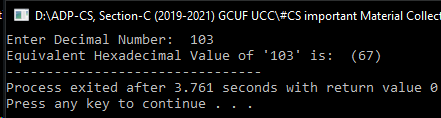 D:\ADP-CS, Section-C (2019-2021) GCUF UCC\#CS important Material Collect
Enter Decimal Number:  103
Equivalent Hexadecimal Value of '103' is:  (67)
--------------------------------
Process exited after 3.761 seconds with return value 0
Press any key to continue . . .